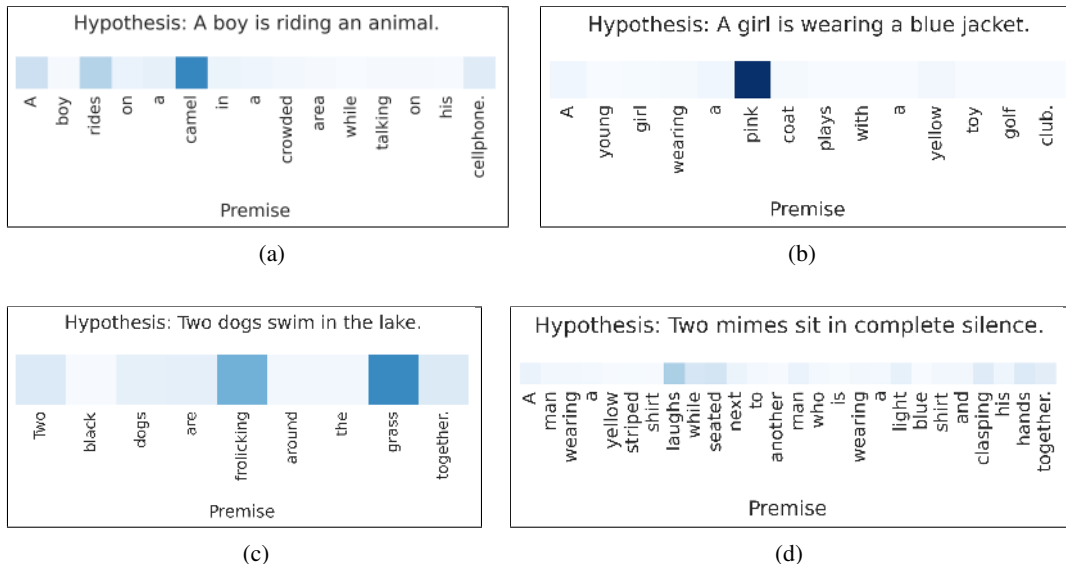 Hypothesis: A boy is riding an animal.
A boy rides on a camel in a crowded area while talking on his cellphone.
Premise
(a)
Hypothesis: A girl is wearing a blue jacket.
A young girl wearing a pink coat plays with a yellow toy golf club.
Premise
(b)
Hypothesis: Two dogs swim in the lake.
Two black dogs are frolicking around the grass together.
Premise
(c)
Hypothesis: Two mimes sit in complete silence.
A man wearing a yellow striped shirt laughs while seated next to another man who is wearing a light blue shirt and clasping his hands together.
Premise
(d)